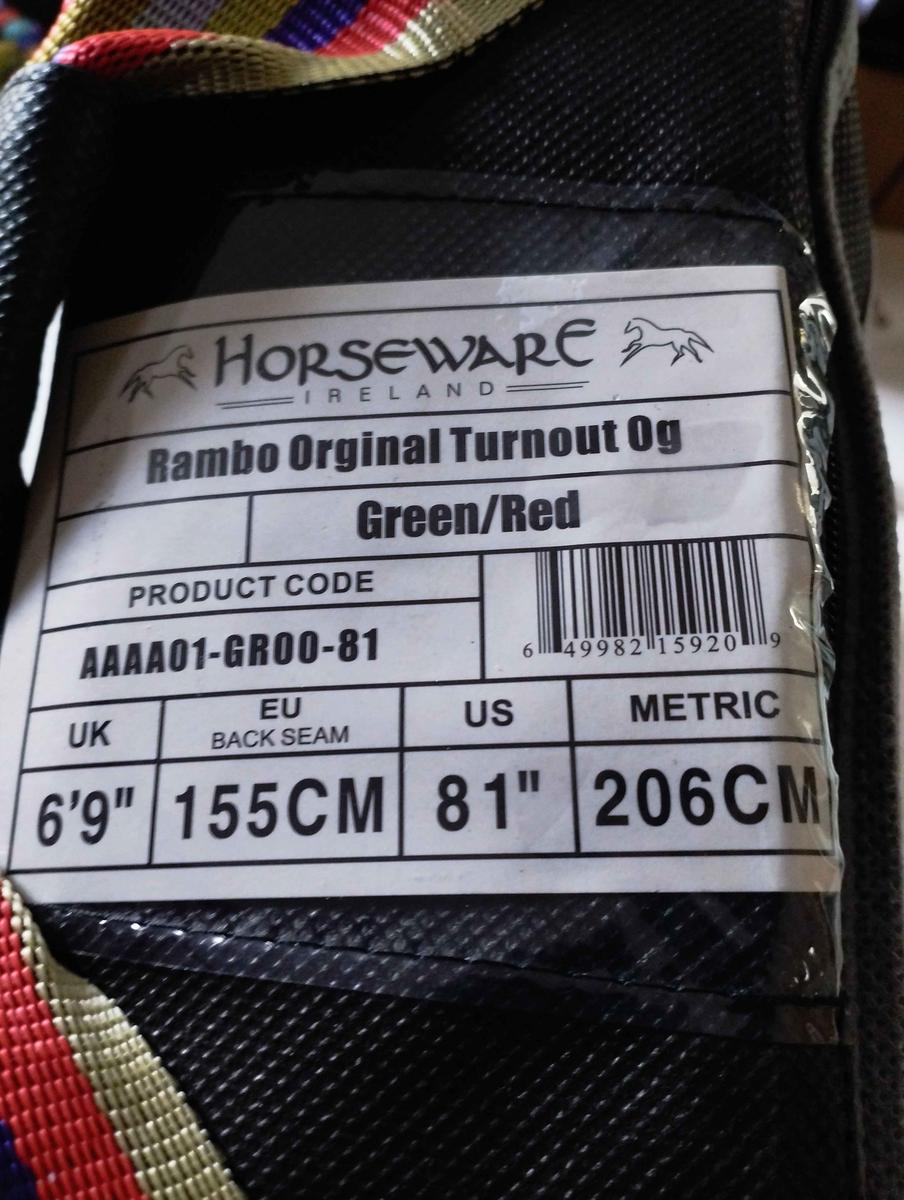 HORSEWARE
IRELAND
Rambo Orginal Turnout 0g
Green/Red
PRODUCT CODE
AAAA01-GR00-81
6 49982 15920 9
UK
EU
BACK SEAM
US
METRIC
6'9"
155CM
81"
206CM